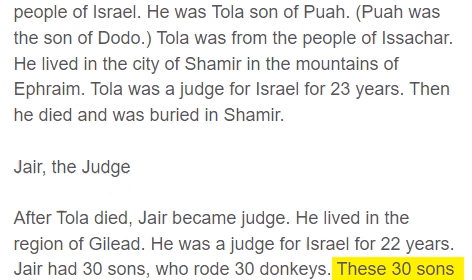 people of Israel. He was Tola son of Puah. (Puah was
the son of Dodo.) Tola was from the people of Issachar.
He lived in the city of Shamir in the mountains of
Ephraim. Tola was a judge for Israel for 23 years. Then
he died and was buried in Shamir.
Jair, the Judge
After Tola died, Jair became judge. He lived in the
region of Gilead. He was a judge for Israel for 22 years.
Jair had 30 sons, who rode 30 donkeys. These 30 sons